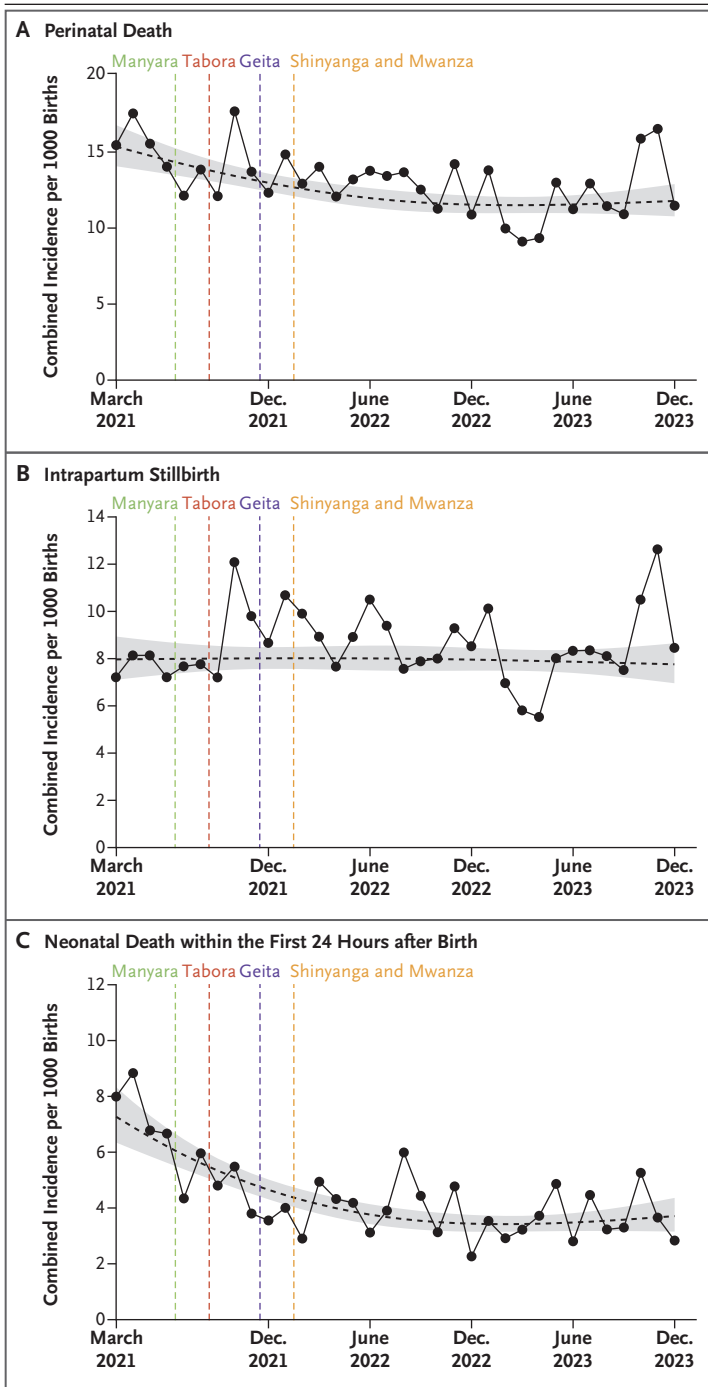 A Perinatal Death
Manyara Tabora Geita Shinyanga and Mwanza
Combined Incidence per 1000 Births
20
15
10
5
0
March 2021
Dec. 2021
June 2022
Dec. 2022
June 2023
Dec. 2023
B Intrapartum Stillbirth
Manyara Tabora Geita Shinyanga and Mwanza
Combined Incidence per 1000 Births
14
12
10
8
6
4
2
0
March 2021
Dec. 2021
June 2022
Dec. 2022
June 2023
Dec. 2023
C Neonatal Death within the First 24 Hours after Birth
Manyara Tabora Geita Shinyanga and Mwanza
Combined Incidence per 1000 Births
12
10
8
6
4
2
0
March 2021
Dec. 2021
June 2022
Dec. 2022
June 2023
Dec. 2023